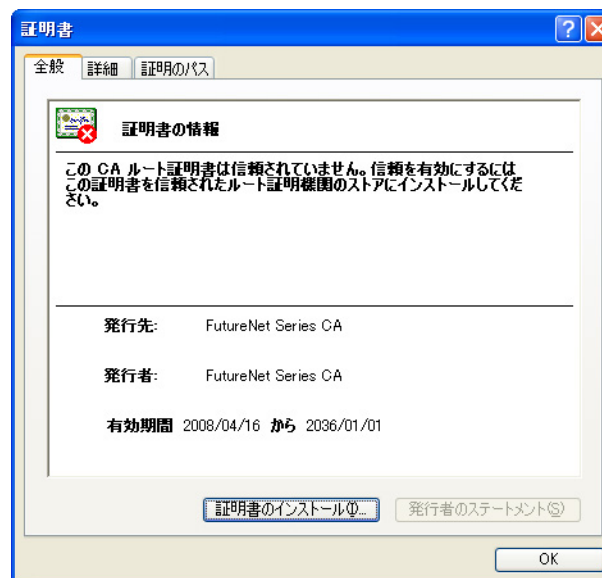 証明書
全般 詳細 証明のパス
証明書の情報
この CA ルート証明書は信頼されていません。信頼を有効にするには
この証明書を信頼されたルート証明機関のストアにインストールしてくだ
さい。
発行先: FutureNet Series CA
発行者: FutureNet Series CA
有効期間 2008/04/16 から 2036/01/01
証明書のインストール(I)... 発行者のステートメント(S)
OK